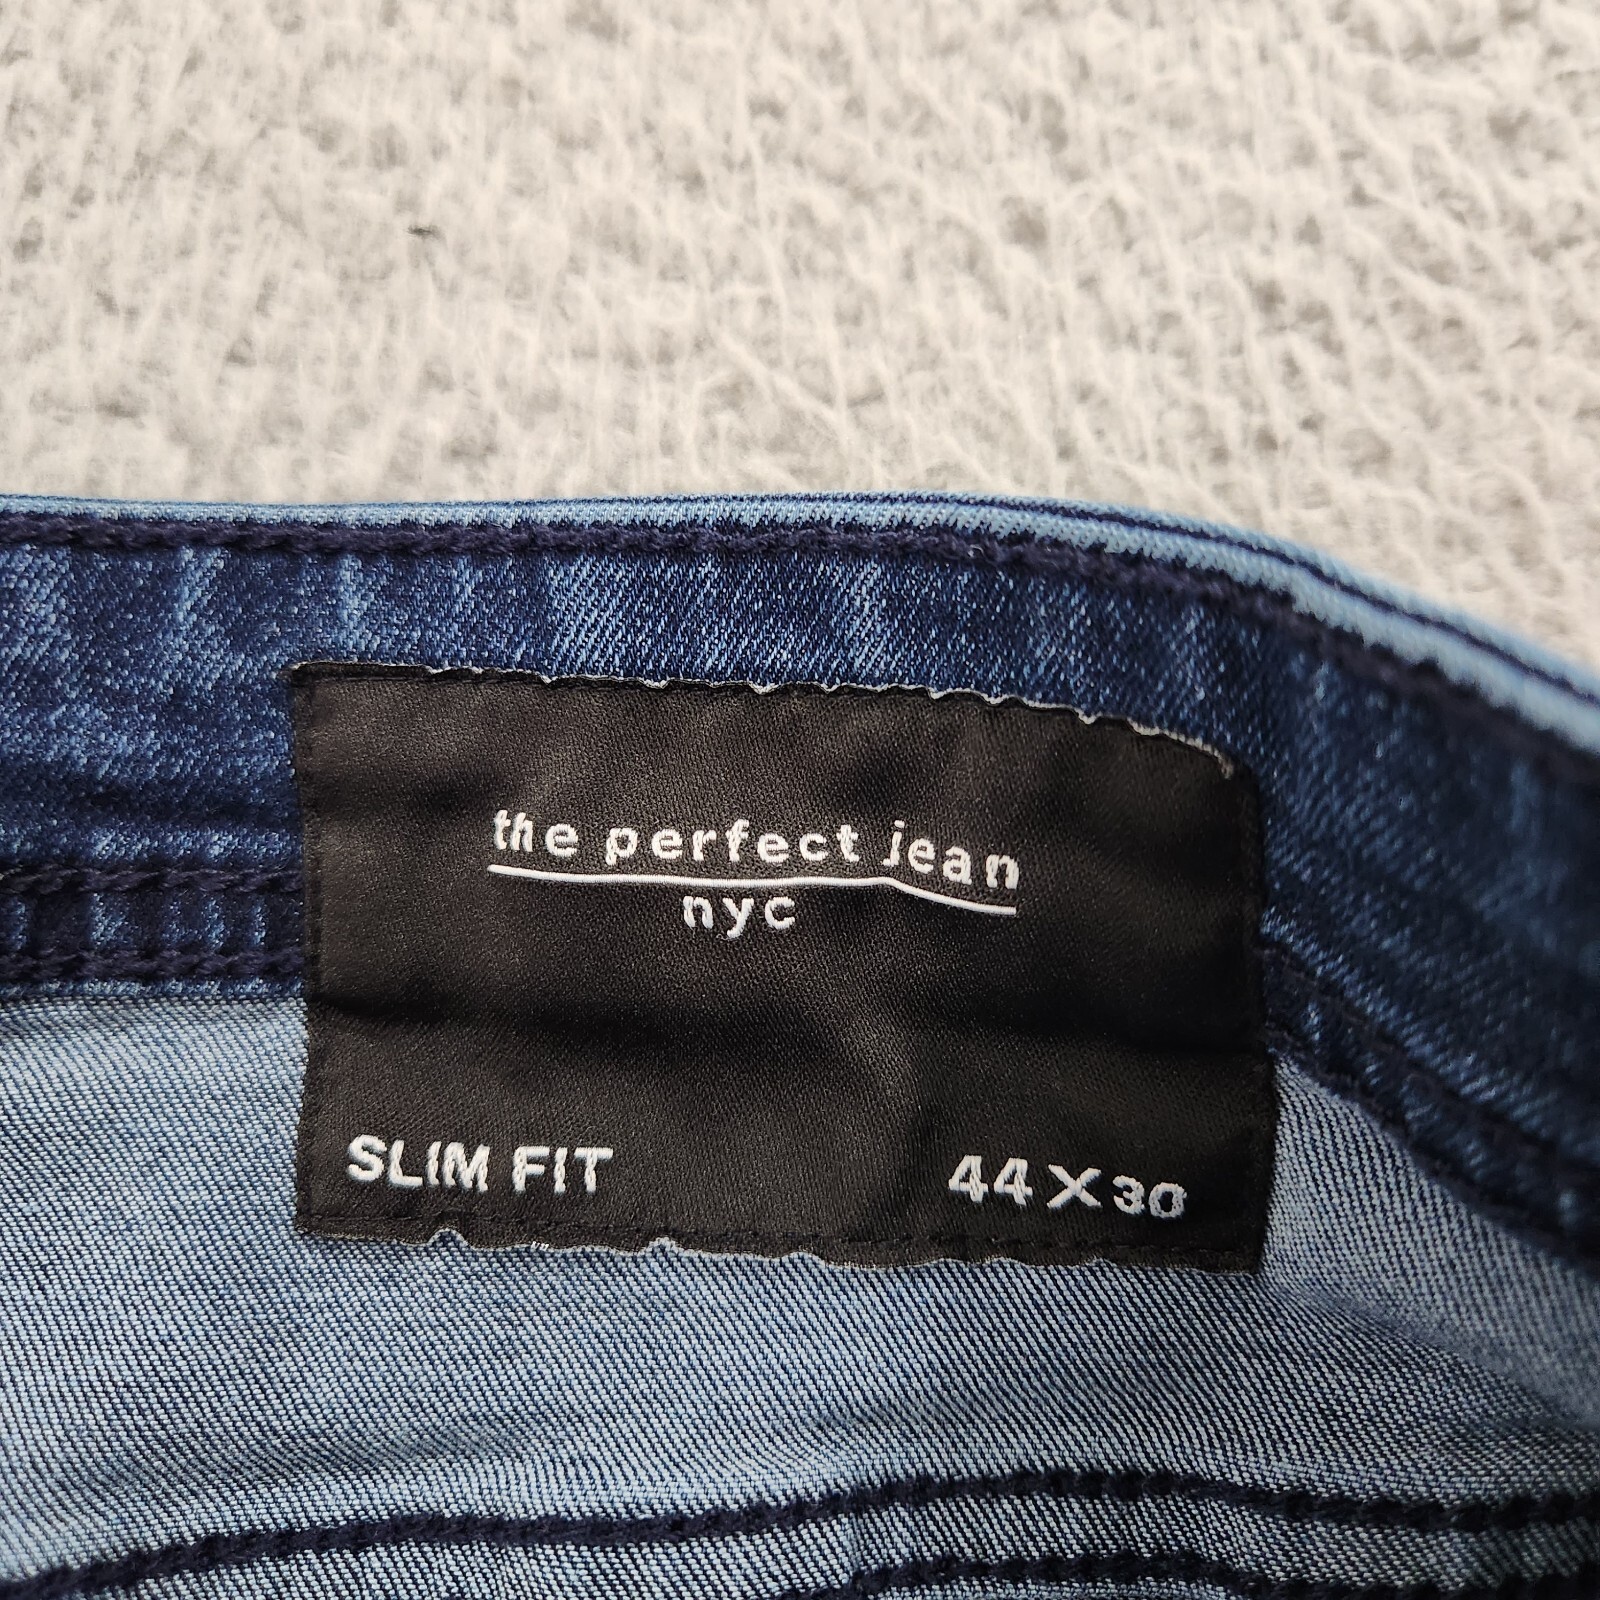 the perfect jean
nyc
SLIM FIT
44 X 30